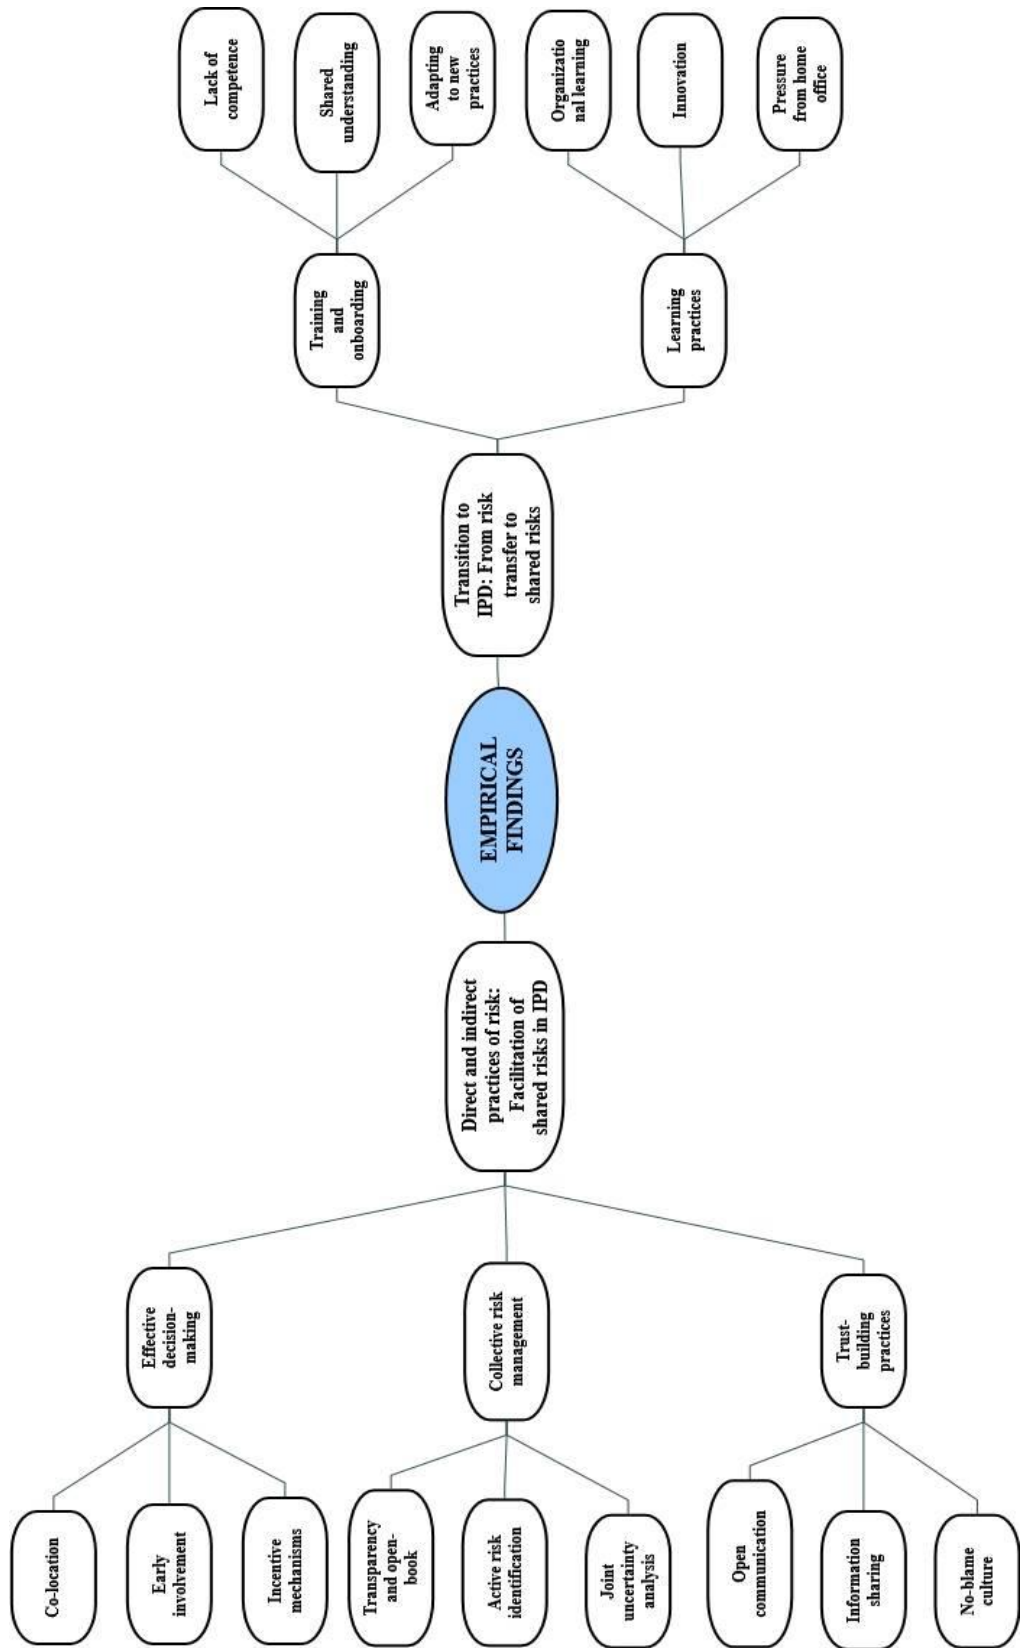 Co-location
Early
involvement
Incentive
mechanisms
Transparency
and open-
book
Active risk
identification
Joint
uncertainty
analysis
Open
communication
Information
sharing
No-blame
culture
Effective
decision-
making
Collective risk
management
Trust-
building
practices
Direct and indirect
practices of risk:
Facilitation of
shared risks in IPD
EMPIRICAL
FINDINGS
Transition to
IPD: From risk
transfer to
shared risks
Training
and
onboarding
Learning
practices
Lack of
competence
Shared
understanding
Adapting
to new
practices
Organizatio
nal learning
Innovation
Pressure
from home
office